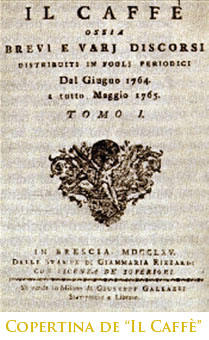 IL CAFFÈ
OSSIA
BREVI E VARJ DISCORSI
DISTRIBUITI IN FOGLI PERIODICI
Dal Giugno 1764.
a tutto Maggio 1765.
TOMO I.
IN BRESCIA MDCCLXV.
DALLE STAMPE DI GIAMMARIA RIZZARDI
CON LICENZA DE' SUPERIORI
Si vende in Milano da GIUSEPPE GALLAZZI
Stampatore e Librajo.
COPERTINA DE "IL CAFFÈ"